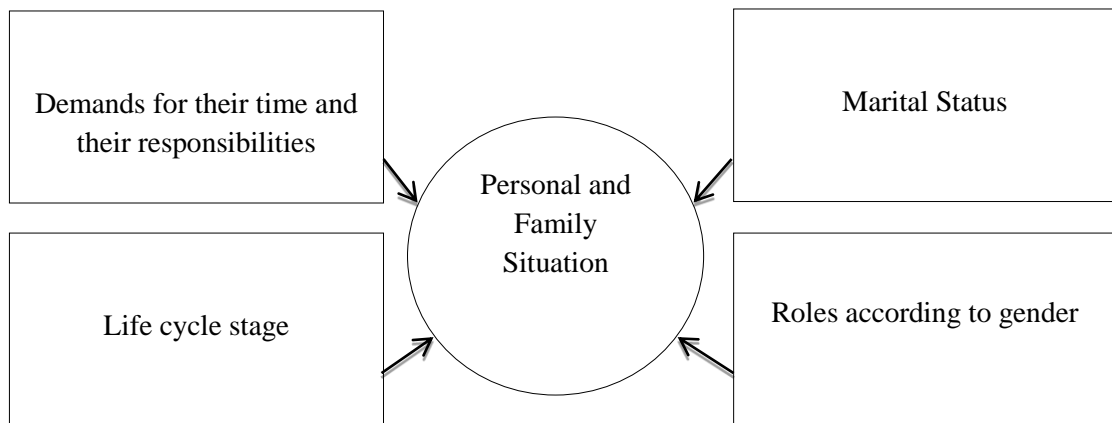 Demands for their time and
their responsibilities
Marital Status
Personal and
Family
Situation
Life cycle stage
Roles according to gender